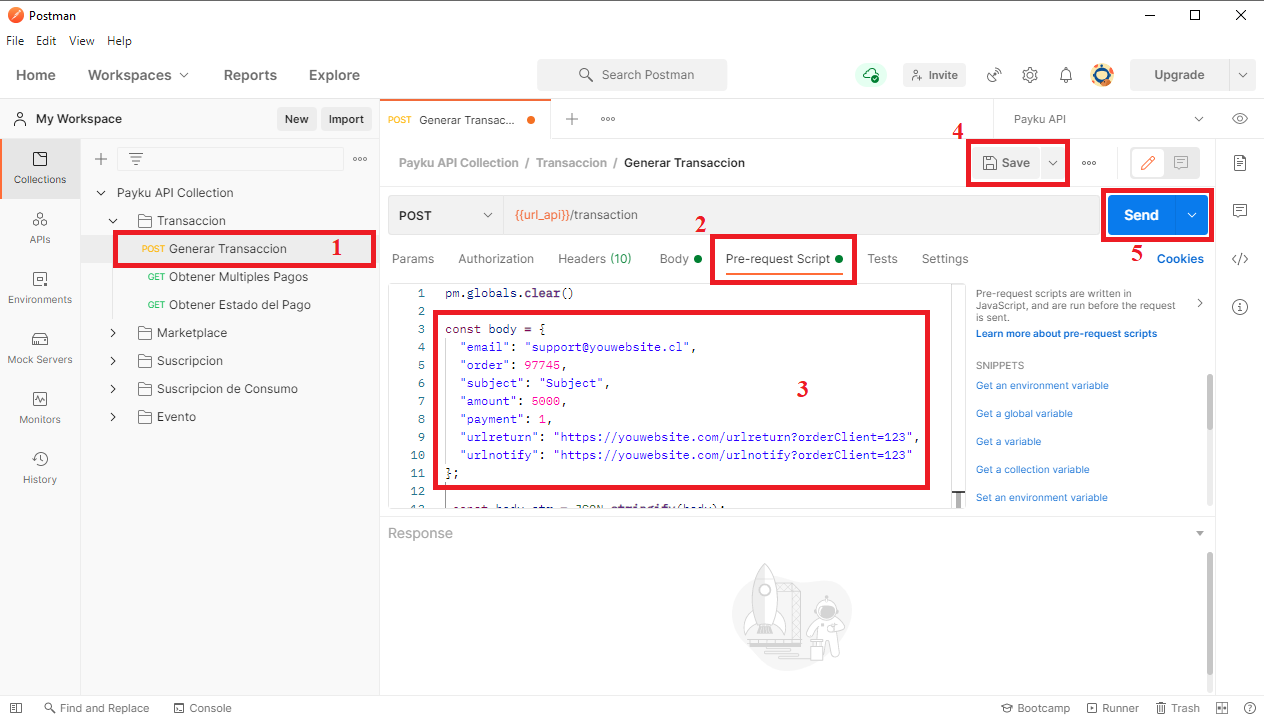 Postman
File Edit View Help
Home Workspaces Reports Explore Search Postman Invite Upgrade
My Workspace New Import
POST Generar Transac... Payku API
4
Collections
APIs
Environments
Mock Servers
Monitors
History
Payku API Collection
Transaccion
POST Generar Transaccion 1
GET Obtener Multiples Pagos
GET Obtener Estado del Pago
Marketplace
Suscripcion
Suscripcion de Consumo
Evento
Payku API Collection / Transaccion / Generar Transaccion Save
POST {{url_api}}/transaction Send
2
5
Params Authorization Headers (10) Body Pre-request Script Tests Settings Cookies
1 pm.globals.clear()
2
3 const body = {
4 "email": "support@youwebsite.cl",
5 "order": 97745,
6 "subject": "Subject",
7 "amount": 5000,
8 "payment": 1,
9 "urlreturn": "https://youwebsite.com/urlreturn?orderClient=123",
10 "urlnotify": "https://youwebsite.com/urlnotify?orderClient=123"
11 };
12
13 const body_str = JSON.stringify(body);
3
Pre-request scripts are written in
JavaScript, and are run before the request
is sent.
Learn more about pre-request scripts
SNIPPETS
Get an environment variable
Get a global variable
Get a variable
Get a collection variable
Set an environment variable
Response
Find and Replace Console Bootcamp Runner Trash